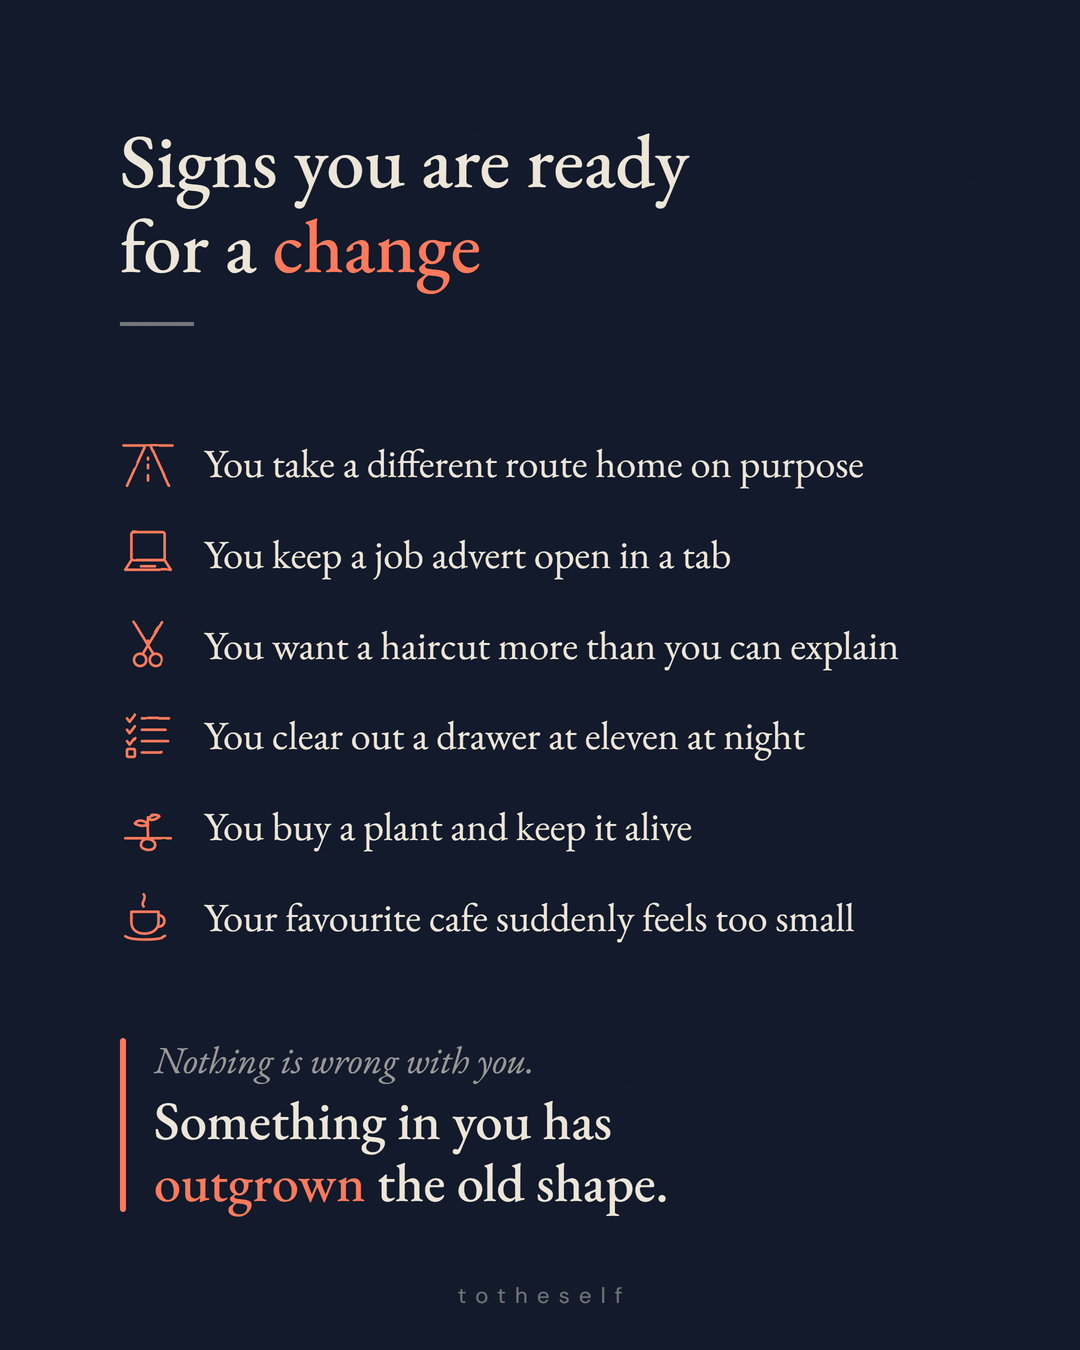 Signs you are ready
for a change
You take a different route home on purpose
You keep a job advert open in a tab
You want a haircut more than you can explain
You clear out a drawer at eleven at night
You buy a plant and keep it alive
Your favourite cafe suddenly feels too small
Nothing is wrong with you.
Something in you has
outgrown the old shape.
totheself